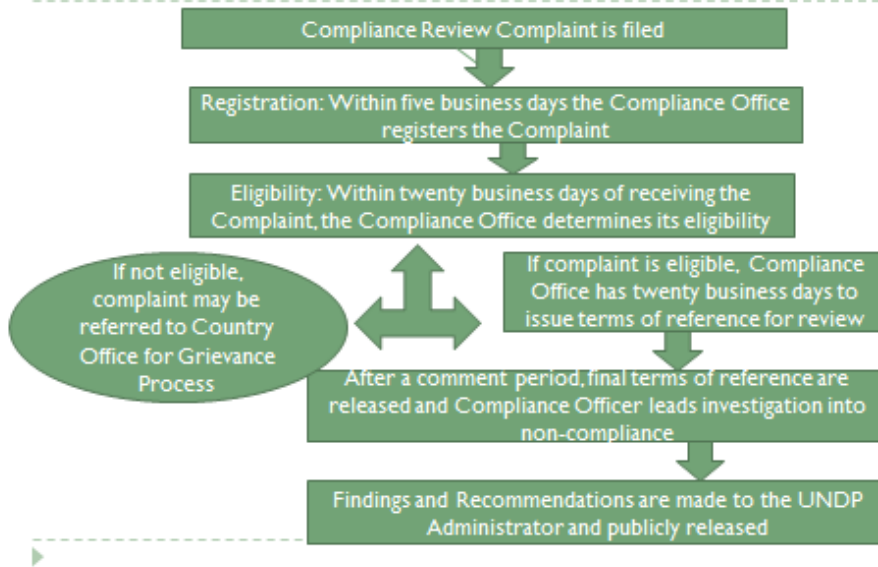 Compliance Review Complaint is filed
Registration: Within five business days the Compliance Office
registers the Complaint
Eligibility: Within twenty business days of receiving the
Complaint, the Compliance Office determines its eligibility
If not eligible,
complaint may be
referred to Country
Office for Grievance
Process
If complaint is eligible, Compliance
Office has twenty business days to
issue terms of reference for review
After a comment period, final terms of reference are
released and Compliance Officer leads investigation into
non-compliance
Findings and Recommendations are made to the UNDP
Administrator and publicly released